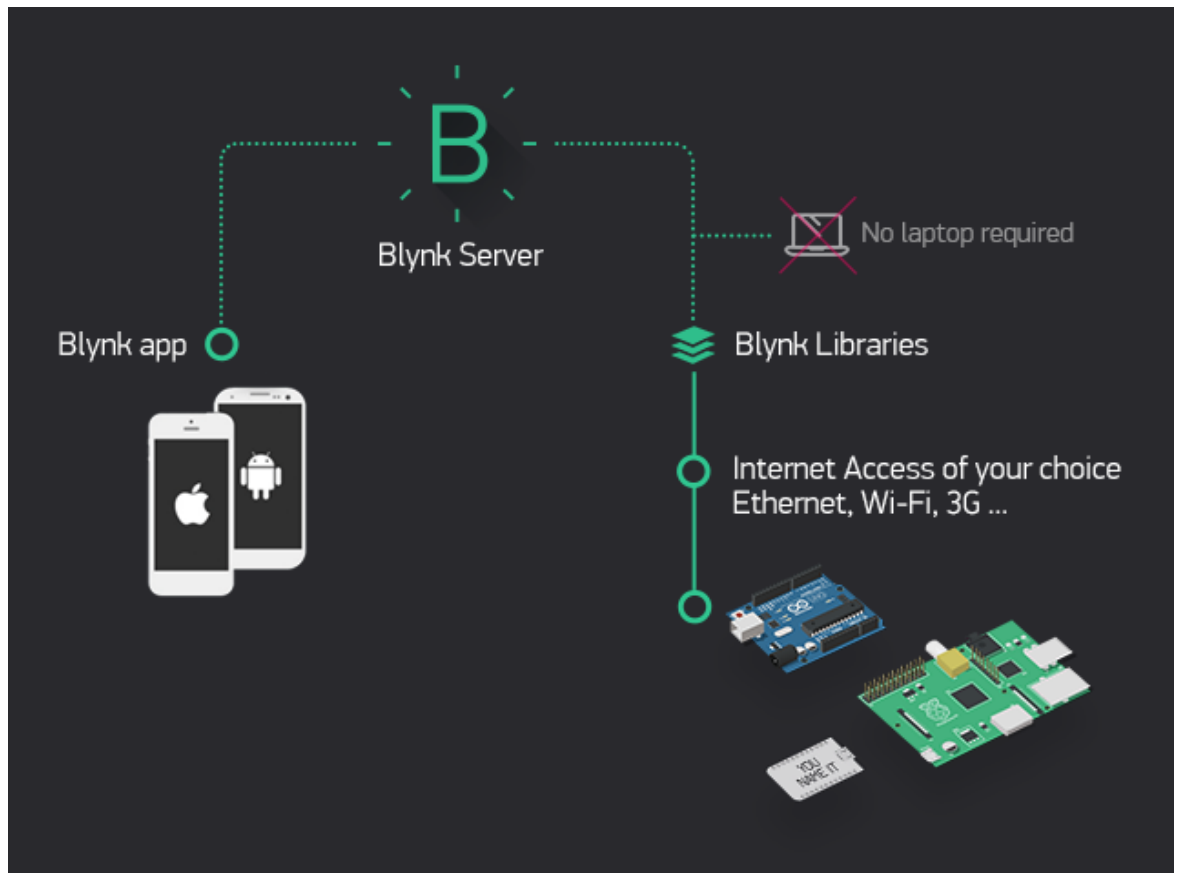 B
Blynk Server
No laptop required
Blynk app
Blynk Libraries
Internet Access of your choice
Ethernet, Wi-Fi, 3G ...
YOU
NAME IT